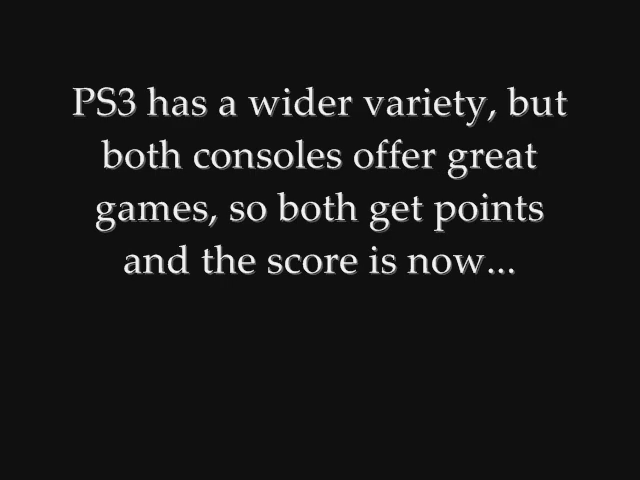 PS3 has a wider variety, but
both consoles offer great
games, so both get points
and the score is now...